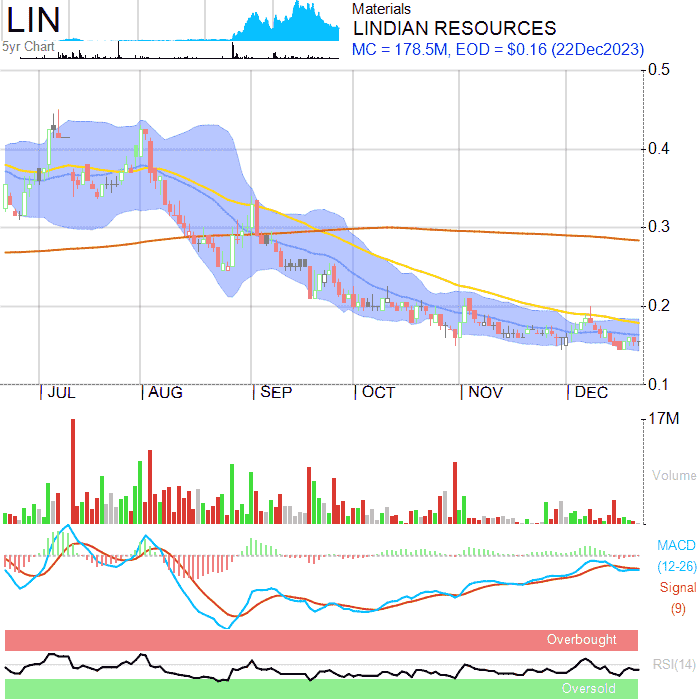 LIN
5yr Chart
Materials
LINDIAN RESOURCES
MC = 178.5M, EOD = $0.16 (22Dec2023)
0.5
0.4
0.3
0.2
0.1
JUL AUG SEP OCT NOV DEC
17M
Volume
MACD
(12-26)
Signal
(9)
Overbought
RSI(14)
Oversold